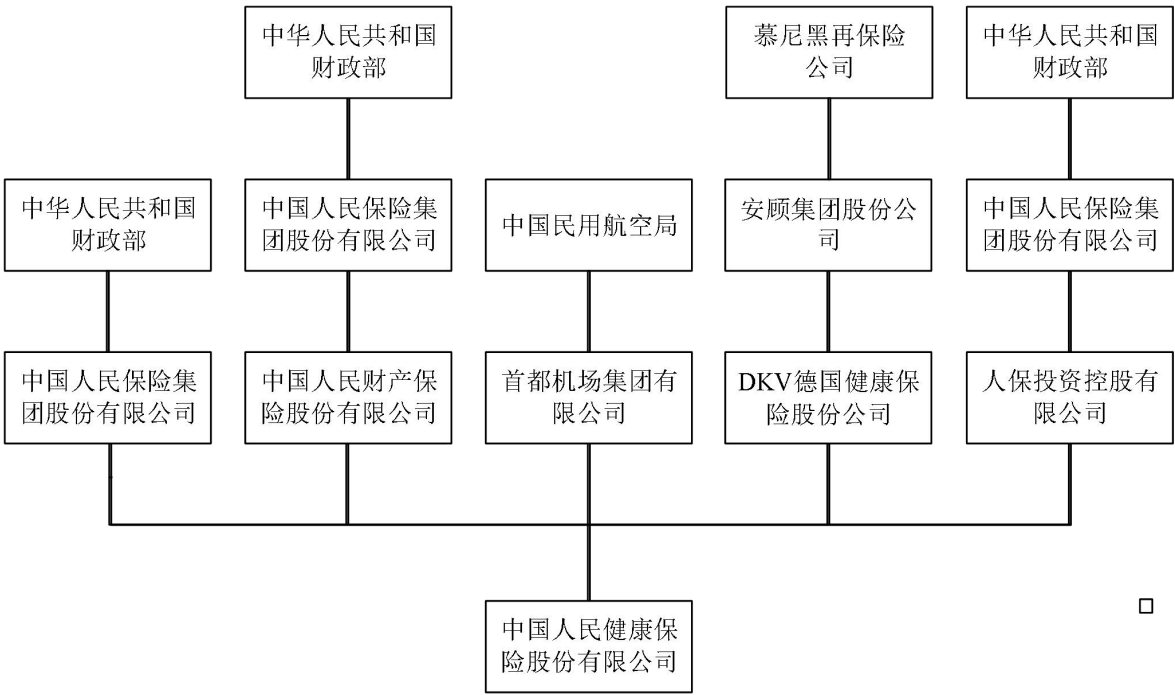 中华人民共和国
财政部
慕尼黑再保险
公司
中华人民共和国
财政部
中华人民共和国
财政部
中国人民保险集
团股份有限公司
中国民用航空局
安顾集团股份公
司
中国人民保险集
团股份有限公司
中国人民保险集
团股份有限公司
中国人民财产保
险股份有限公司
首都机场集团有
限公司
DKV德国健康保
险股份公司
人保投资控股有
限公司
中国人民健康保
险股份有限公司